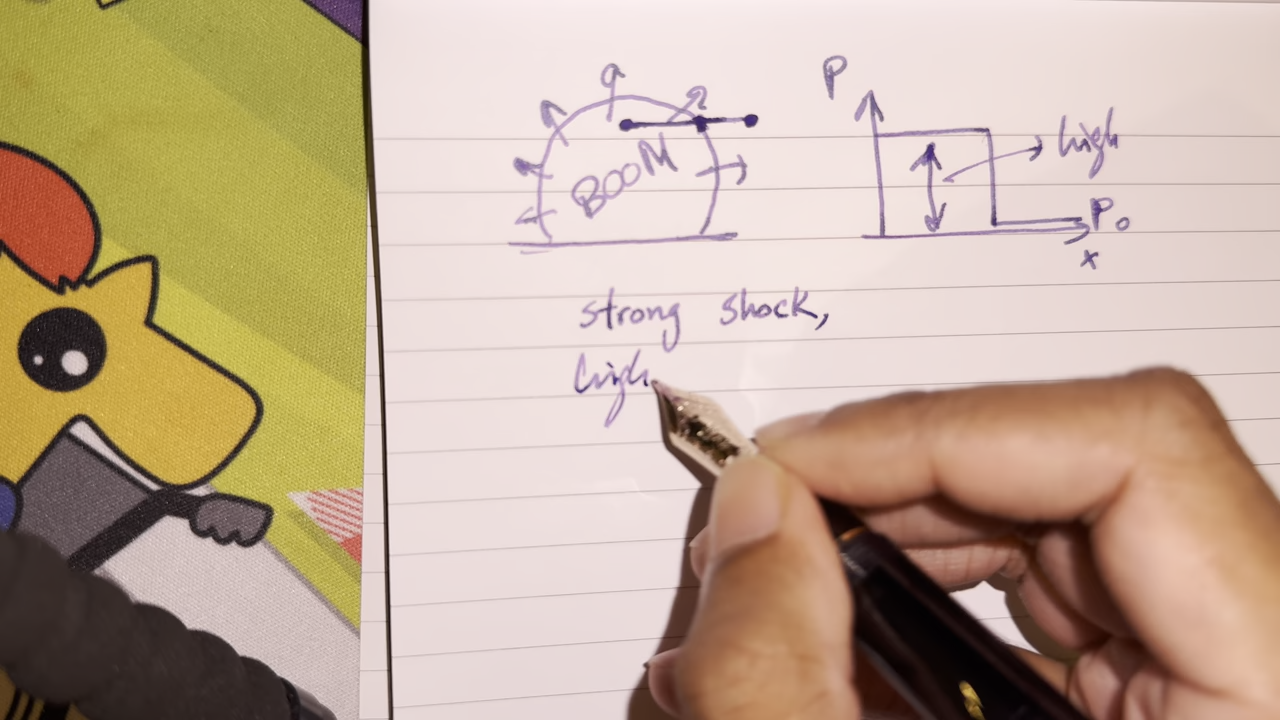 a
BOOM
P
high
P₀
x
strong shock,
high